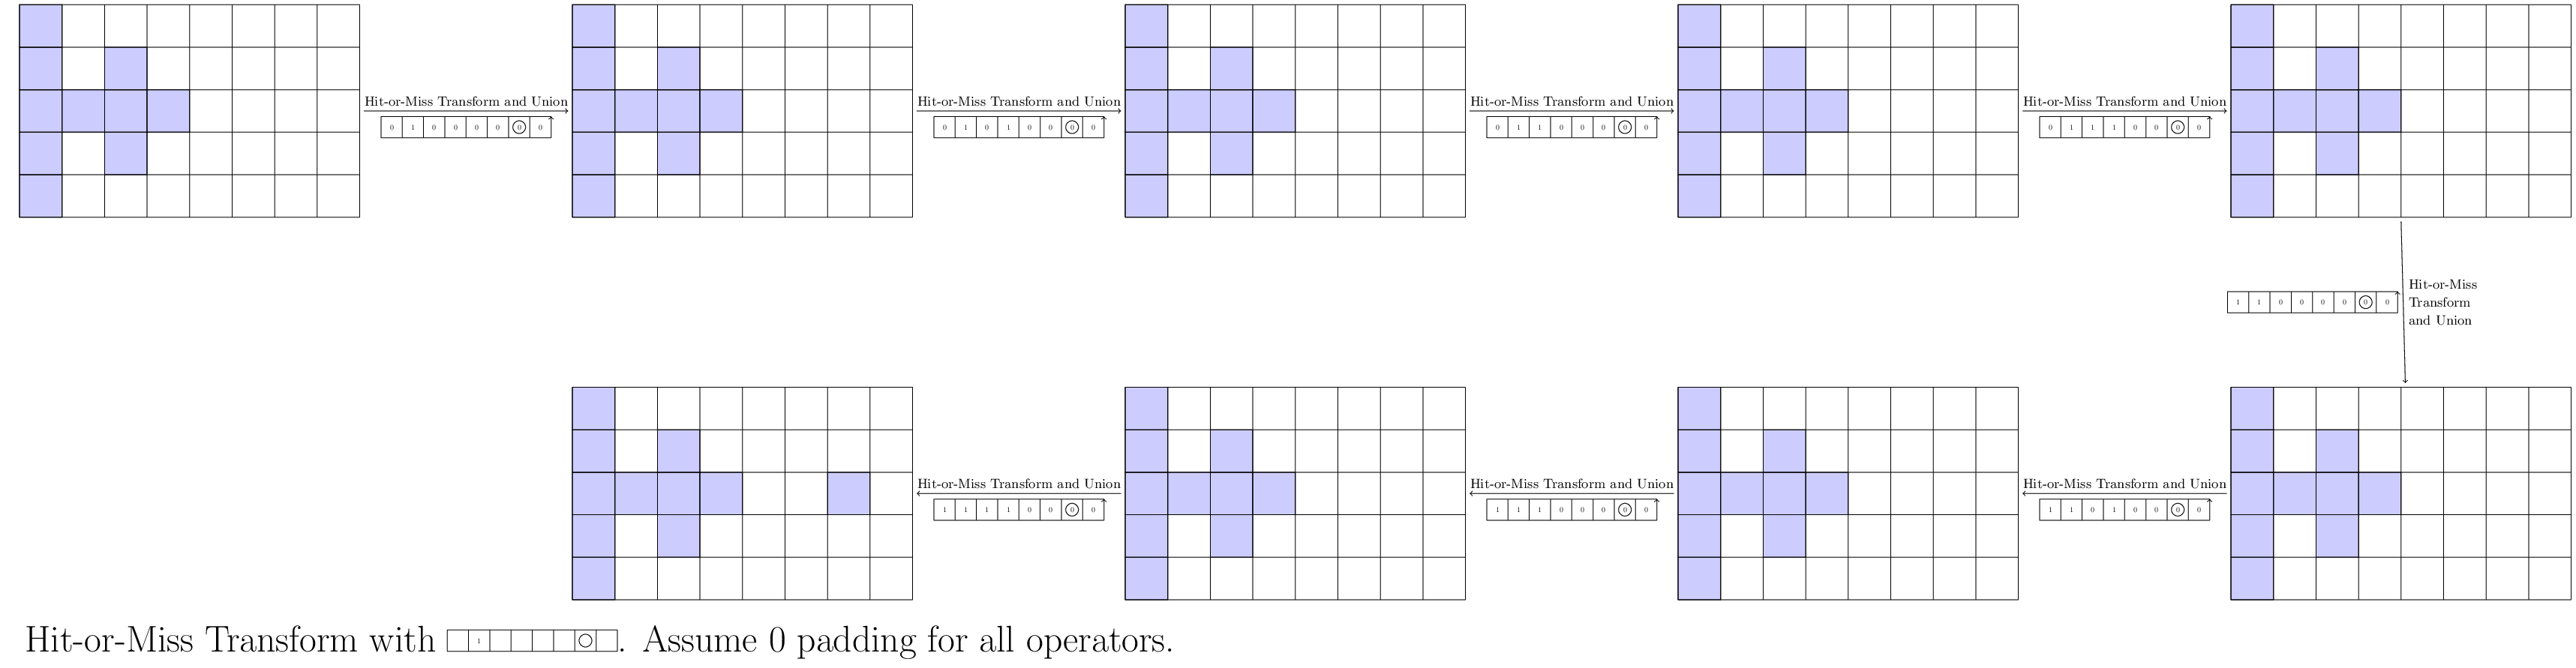 Hit-or-Miss Transform and Union
0 1 0 0 0 0 0 0
Hit-or-Miss Transform and Union
0 1 0 1 0 0 0 0
Hit-or-Miss Transform and Union
0 1 1 0 0 0 0 0
Hit-or-Miss Transform and Union
0 1 1 1 0 0 0 0
Hit-or-Miss
Transform
and Union
1 1 0 0 0 0 0 0
Hit-or-Miss Transform and Union
1 1 0 1 0 0 0 0
Hit-or-Miss Transform and Union
1 1 1 0 0 0 0 0
Hit-or-Miss Transform and Union
1 1 1 1 0 0 0 0
Hit-or-Miss Transform with 1. Assume 0 padding for all operators.